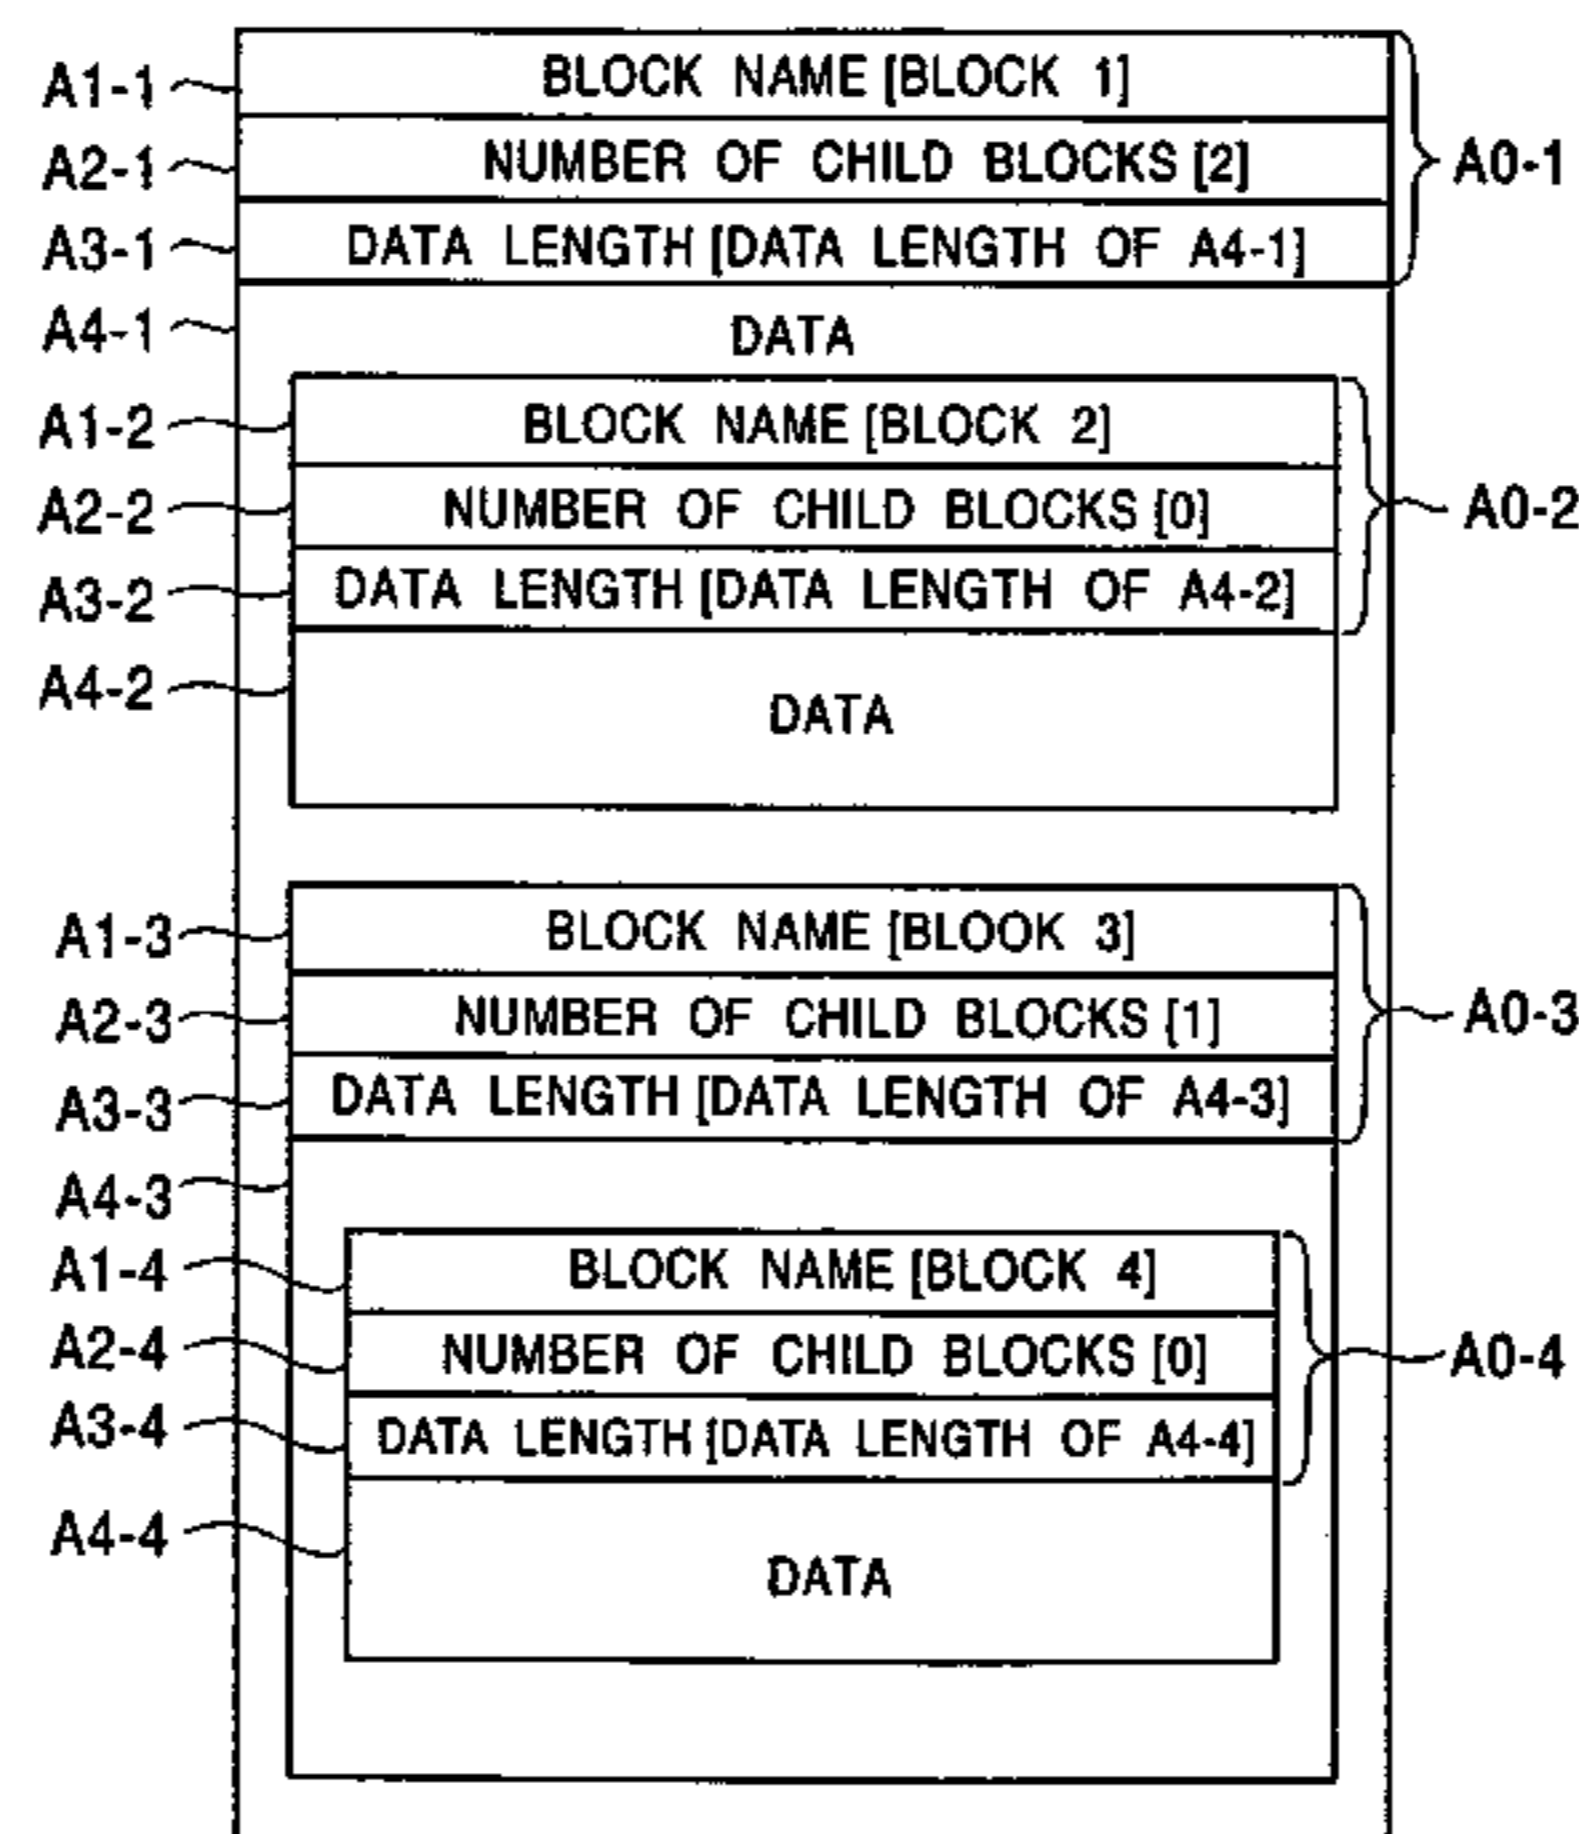 A1-1 BLOCK NAME [BLOCK 1]
A2-1 NUMBER OF CHILD BLOCKS [2] A0-1
A3-1 DATA LENGTH [DATA LENGTH OF A4-1]
A4-1 DATA
A1-2 BLOCK NAME [BLOCK 2]
A2-2 NUMBER OF CHILD BLOCKS [0] A0-2
A3-2 DATA LENGTH [DATA LENGTH OF A4-2]
A4-2 DATA
A1-3 BLOCK NAME [BLOOK 3]
A2-3 NUMBER OF CHILD BLOCKS [1] A0-3
A3-3 DATA LENGTH [DATA LENGTH OF A4-3]
A4-3
A1-4 BLOCK NAME [BLOCK 4]
A2-4 NUMBER OF CHILD BLOCKS [0] A0-4
A3-4 DATA LENGTH [DATA LENGTH OF A4-4]
A4-4 DATA